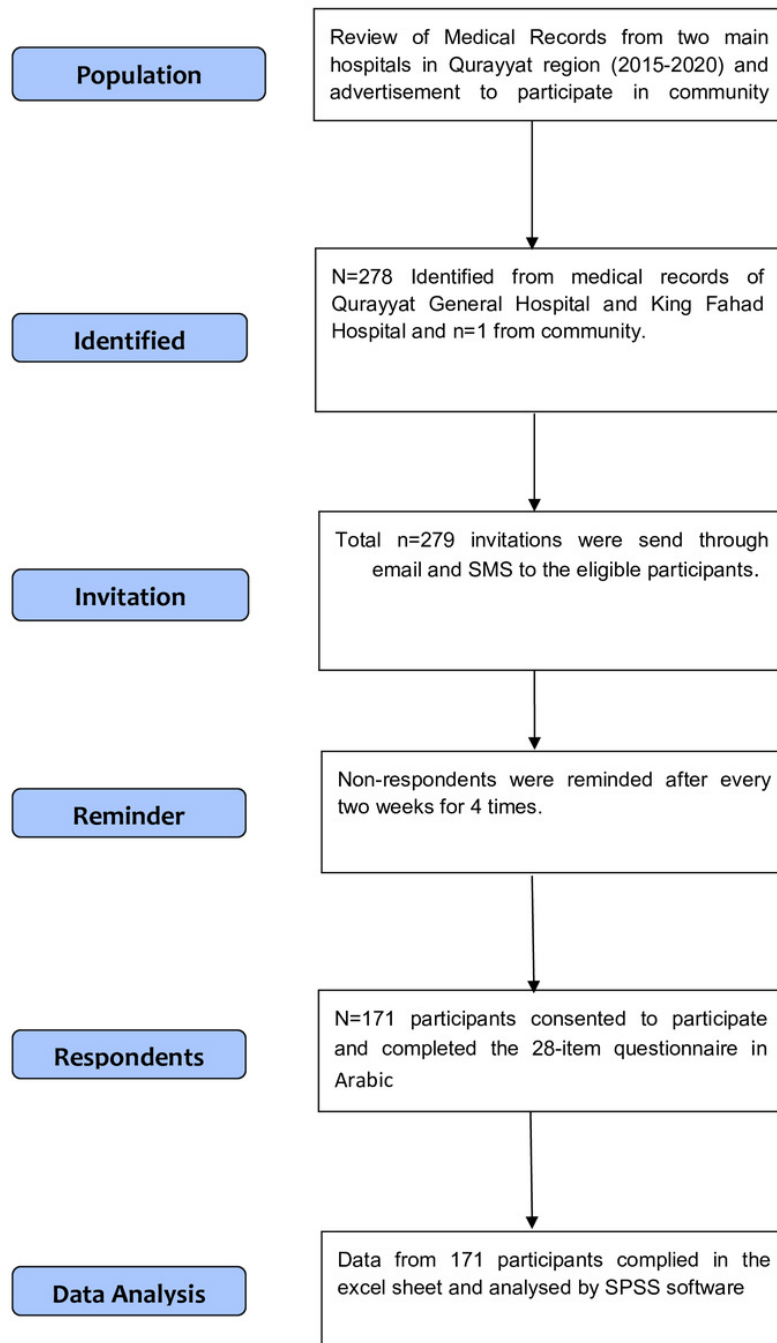 Population
Review of Medical Records from two main
hospitals in Qurayyat region (2015-2020) and
advertisement to participate in community
Identified
N=278 Identified from medical records of
Qurayyat General Hospital and King Fahad
Hospital and n=1 from community.
Invitation
Total n=279 invitations were send through
email and SMS to the eligible participants.
Reminder
Non-respondents were reminded after every
two weeks for 4 times.
Respondents
N=171 participants consented to participate
and completed the 28-item questionnaire in
Arabic
Data Analysis
Data from 171 participants complied in the
excel sheet and analysed by SPSS software